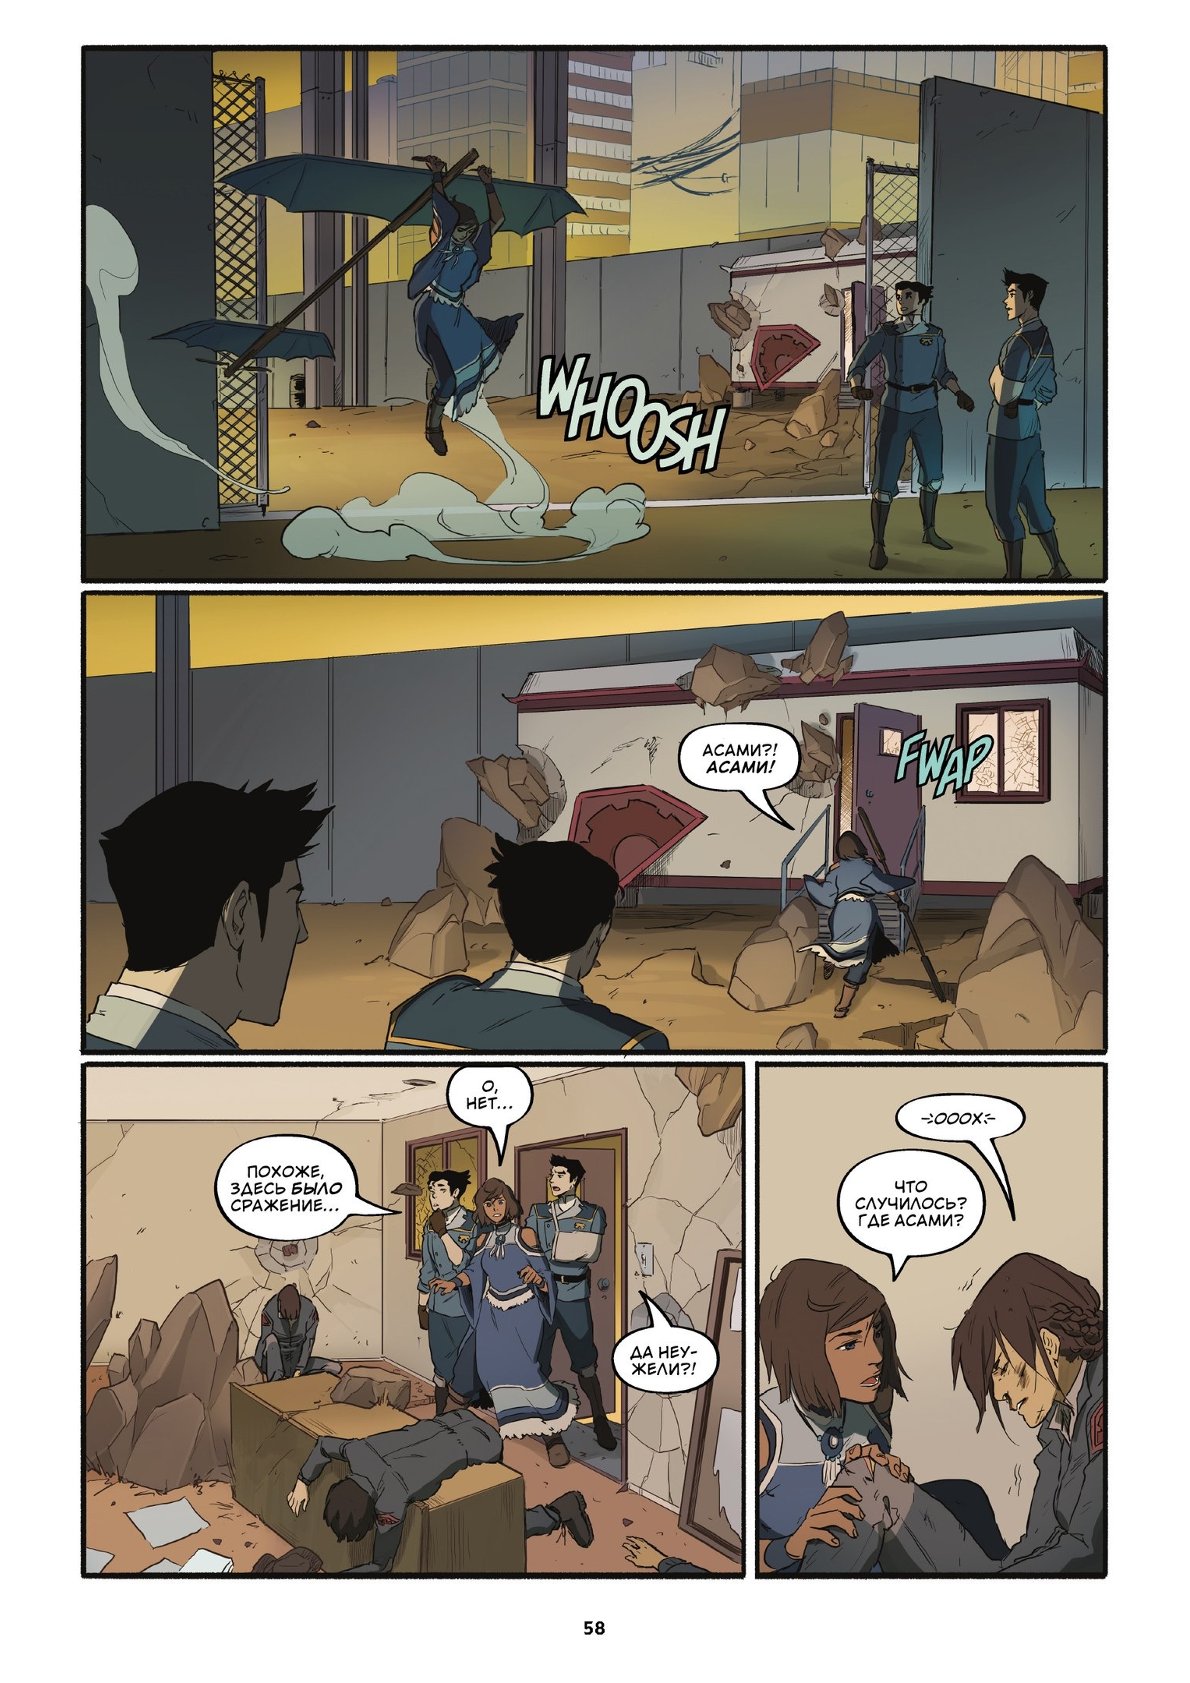 WHOOSH
АСАМИ?!
АСАМИ!
FWAP
О,
НЕТ...
ПОХОЖЕ,
ЗДЕСЬ БЫЛО
СРАЖЕНИЕ...
ДА НЕУ-
ЖЕЛИ?!
-ОООХ-
ЧТО
СЛУЧИЛОСЬ?
ГДЕ АСАМИ?
58